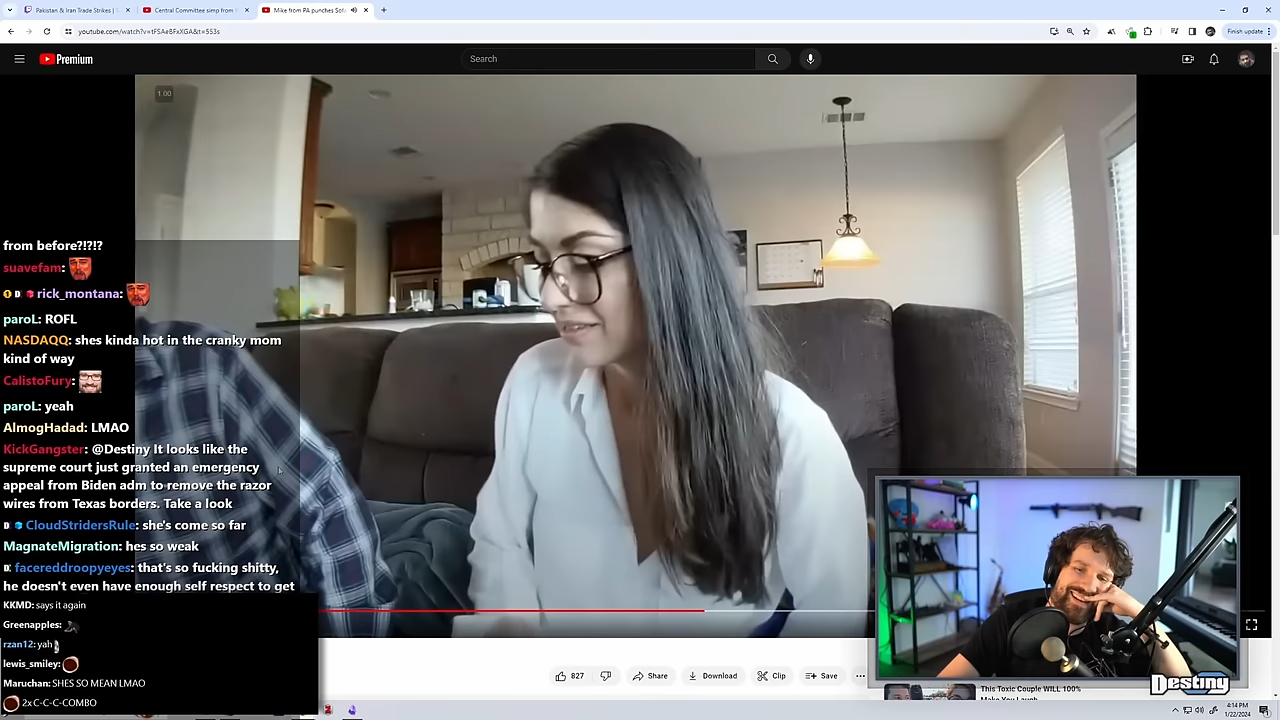 Pakistan & Iran Trade Strikes |
Central Committee simp from
Mike from PA punches Sofi
youtube.com/watch?v=tFSAeBFxXGA&t=553s
Finish update
Premium
Search
1.00
from before?!?!?
suavefam:
rick_montana:
paroL: ROFL
NASDAQQ: shes kinda hot in the cranky mom
kind of way
CalistoFury:
paroL: yeah
AlmogHadad: LMAO
KickGangster: @Destiny It looks like the
supreme court just granted an emergency
appeal from Biden adm to remove the razor
wires from Texas borders. Take a look
CloudStridersRule: she's come so far
MagnateMigration: hes so weak
facereddroopyeyes: that's so fucking shitty,
he doesn't even have enough self respect to get
KKMD: says it again
Greenapples:
rzan12: yah
lewis_smiley:
Maruchan: SHES SO MEAN LMAO
2x C-C-C-COMBO
827
Share
Download
Clip
Save
Destiny
This Toxic Couple WILL 100%
Make You Laugh
4:14 PM
1/22/2024